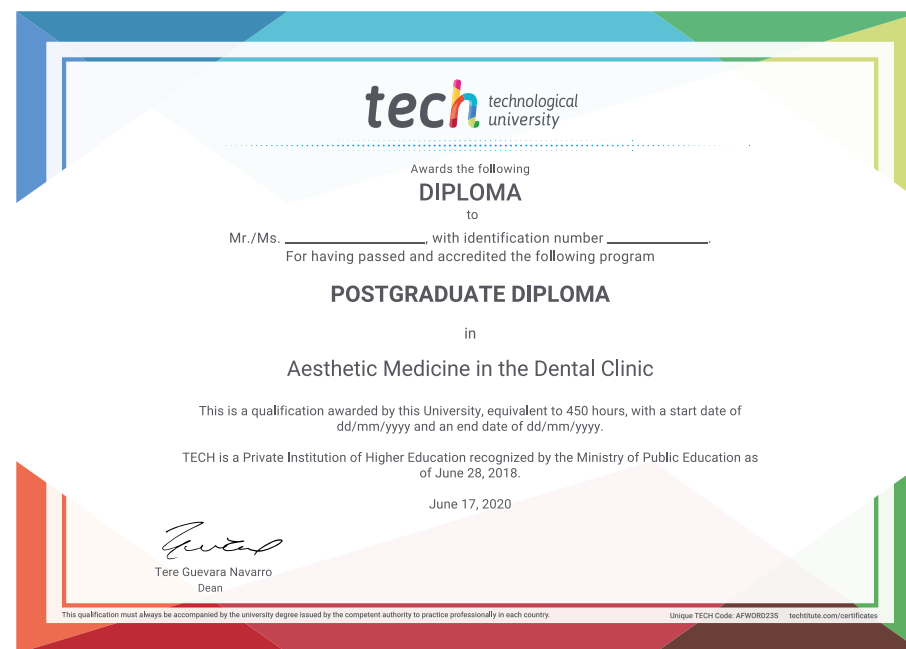 tech technological
university
Awards the following
DIPLOMA
to
Mr./Ms. ____________________, with identification number ______________.
For having passed and accredited the following program
POSTGRADUATE DIPLOMA
in
Aesthetic Medicine in the Dental Clinic
This is a qualification awarded by this University, equivalent to 450 hours, with a start date of
dd/mm/yyyy and an end date of dd/mm/yyyy.
TECH is a Private Institution of Higher Education recognized by the Ministry of Public Education as
of June 28, 2018.
June 17, 2020
Tere Guevara Navarro
Dean
This qualification must always be accompanied by the university degree issued by the competent authority to practice professionally in each country.
Unique TECH Code: AFWORD23S techtitute.com/certificates